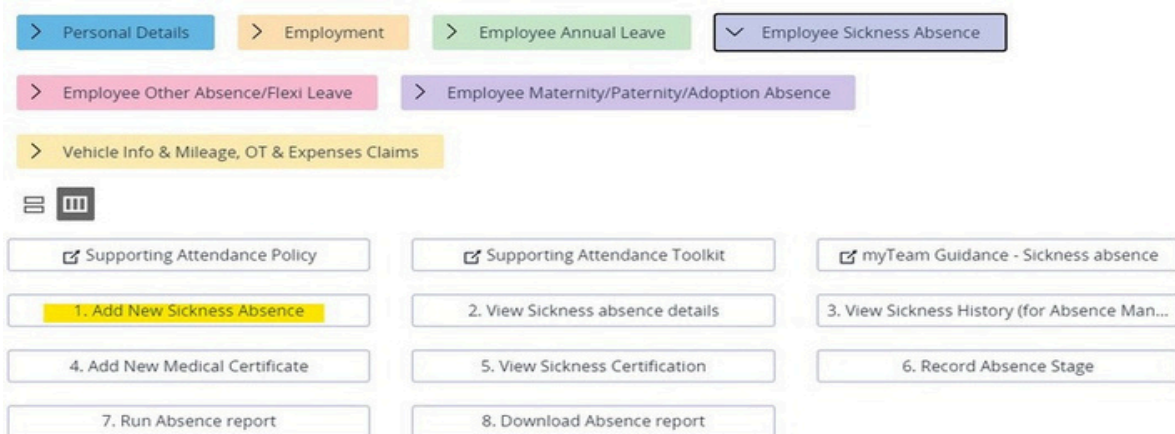 Personal Details
Employment
Employee Annual Leave
Employee Sickness Absence
Employee Other Absence/Flexi Leave
Employee Maternity/Paternity/Adoption Absence
Vehicle Info & Mileage, OT & Expenses Claims
Supporting Attendance Policy
Supporting Attendance Toolkit
myTeam Guidance - Sickness absence
1. Add New Sickness Absence
2. View Sickness absence details
3. View Sickness History (for Absence Man...
4. Add New Medical Certificate
5. View Sickness Certification
6. Record Absence Stage
7. Run Absence report
8. Download Absence report